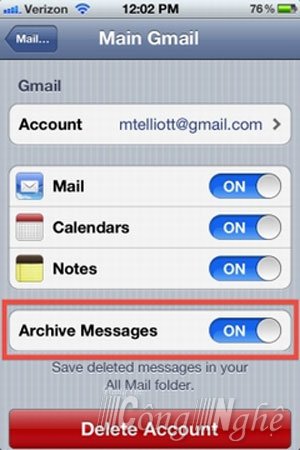 Verizon 12:02 PM 76%
Mail... Main Gmail
Gmail
Account mtelliott@gmail.com
Mail ON
Calendars ON
Notes ON
Archive Messages ON
Save deleted messages in your
All Mail folder.
Công Nghệ
Delete Account